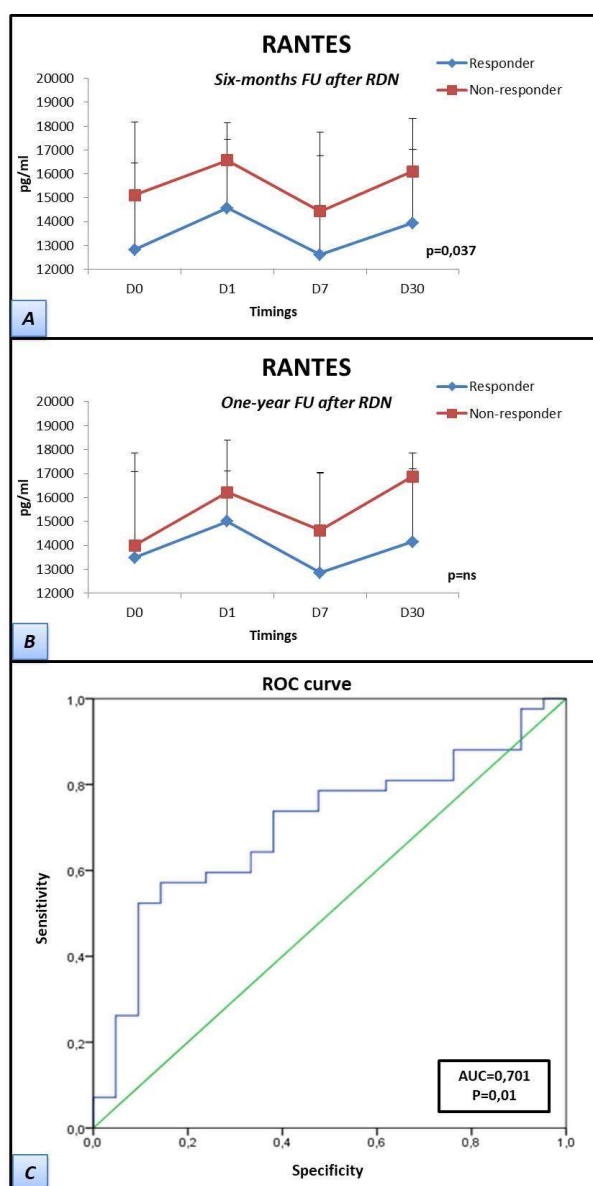 RANTES
Six-months FU after RDN
Responder
Non-responder
20000
19000
18000
17000
16000
15000
14000
13000
12000
pg/ml
D0 D1 D7 D30
Timings
p=0,037
A
RANTES
One-year FU after RDN
Responder
Non-responder
20000
19000
18000
17000
16000
15000
14000
13000
12000
pg/ml
D0 D1 D7 D30
Timings
p=ns
B
ROC curve
1,0
0,8
0,6
0,4
0,2
0,0
Sensitivity
0,0 0,2 0,4 0,6 0,8 1,0
Specificity
AUC=0,701
P=0,01
C